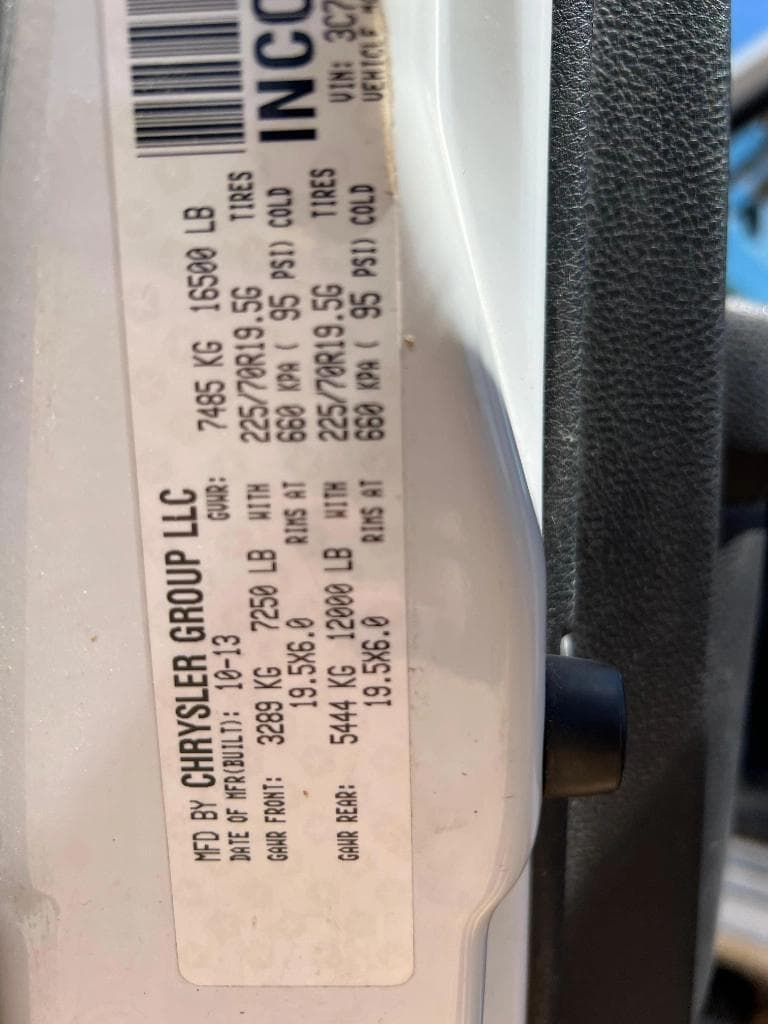 MFD BY CHRYSLER GROUP LLC
DATE OF MFR(BUILT): 10-13 GVWR: 7485 KG 16500 LB
GAWR FRONT: 3289 KG 7250 LB WITH 225/70R19.5G TIRES
19.5X6.0 RIMS AT 660 KPA ( 95 PSI) COLD
GAWR REAR: 5444 KG 12000 LB WITH 225/70R19.5G TIRES
19.5X6.0 RIMS AT 660 KPA ( 95 PSI) COLD
INCO
VIN: 3C7
VEHICLE